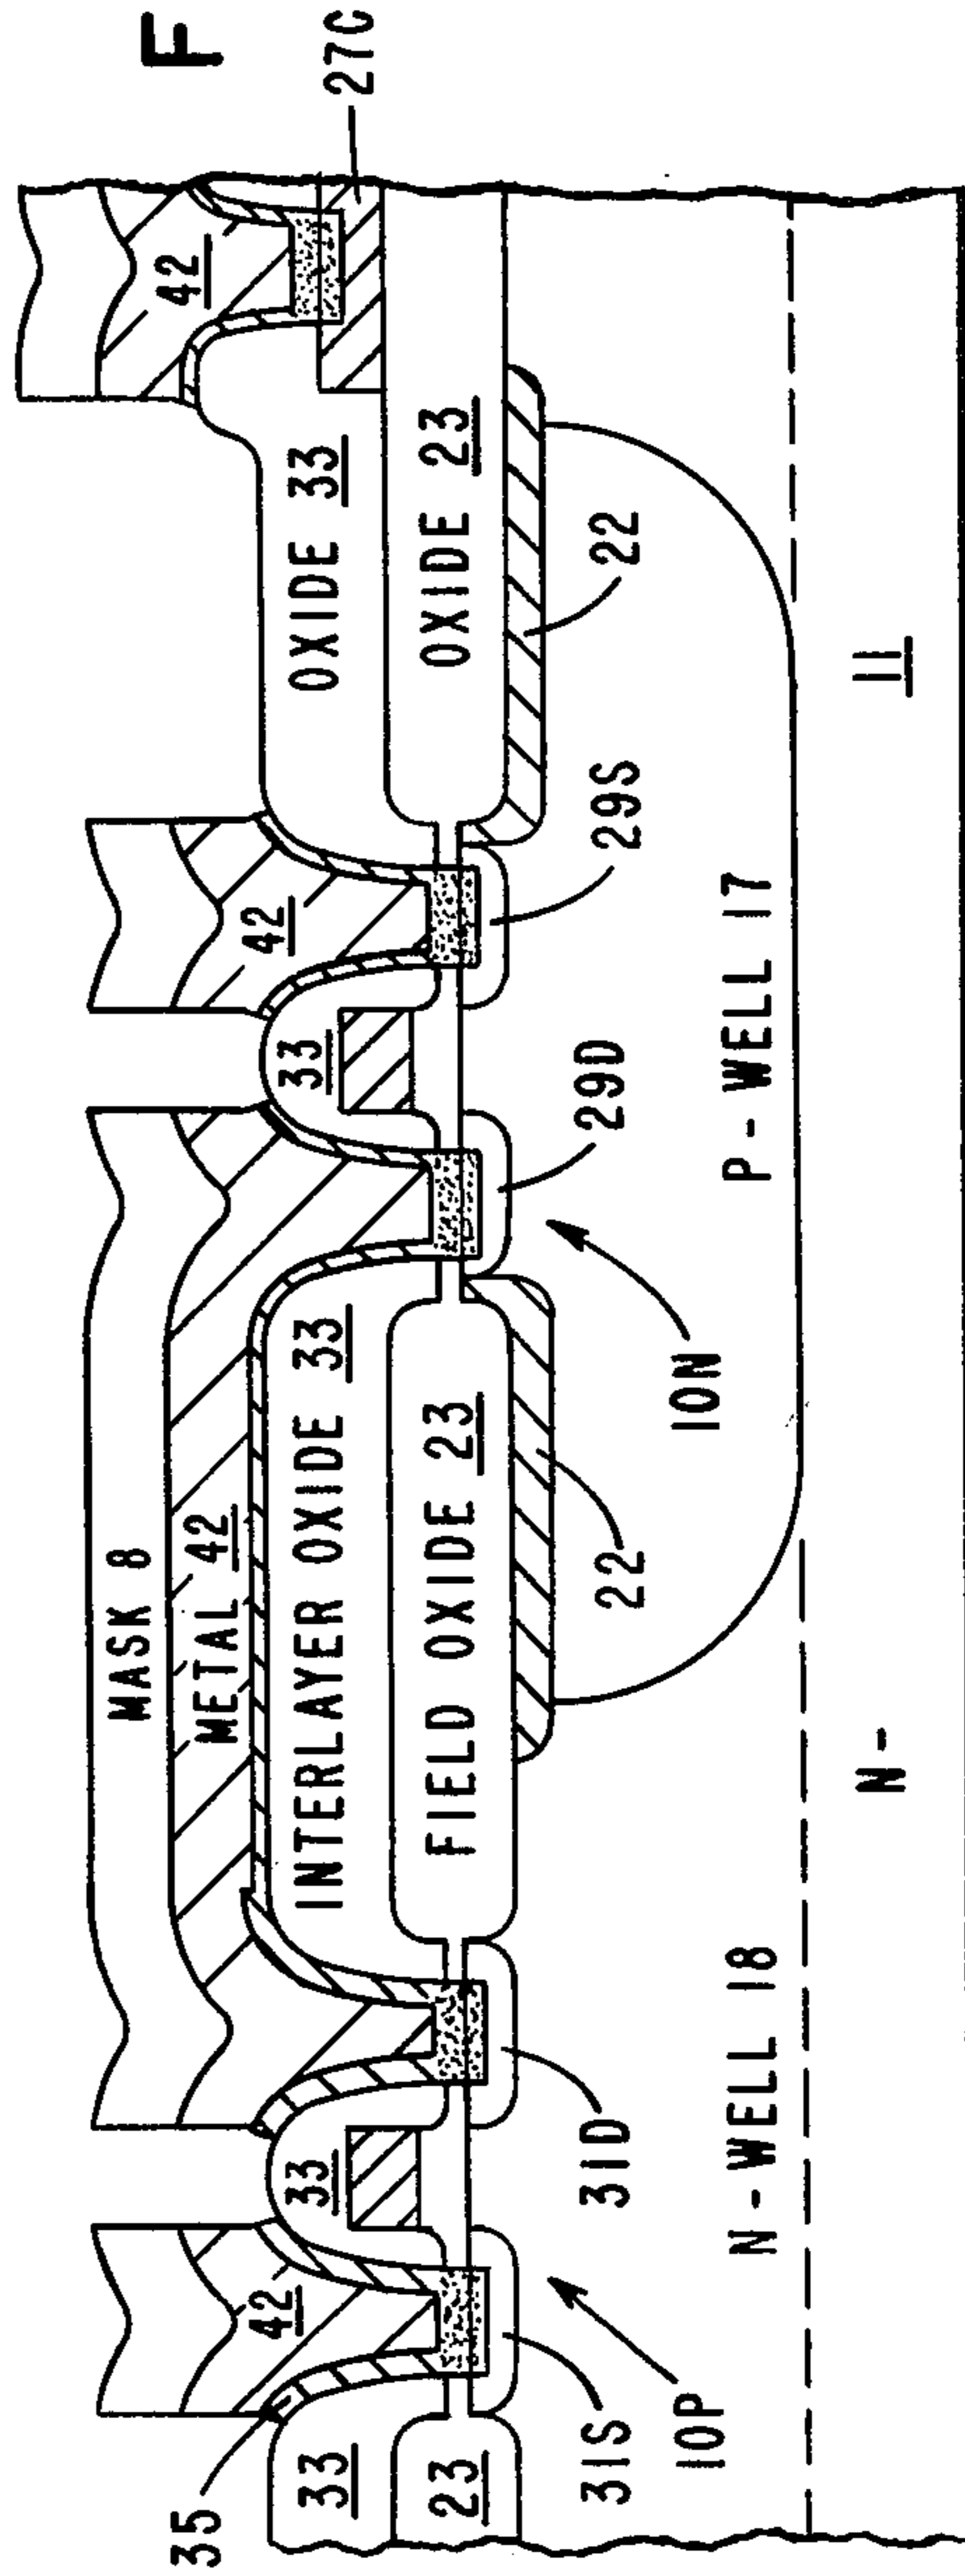 F
MASK 8
METAL 42
42
42
42
35
33
INTERLAYER OXIDE 33
33
33
OXIDE 33
27C
23
FIELD OXIDE 23
OXIDE 23
31S
31D
22
29D
29S
22
10P
10N
N-WELL 18
P-WELL 17
N-
11